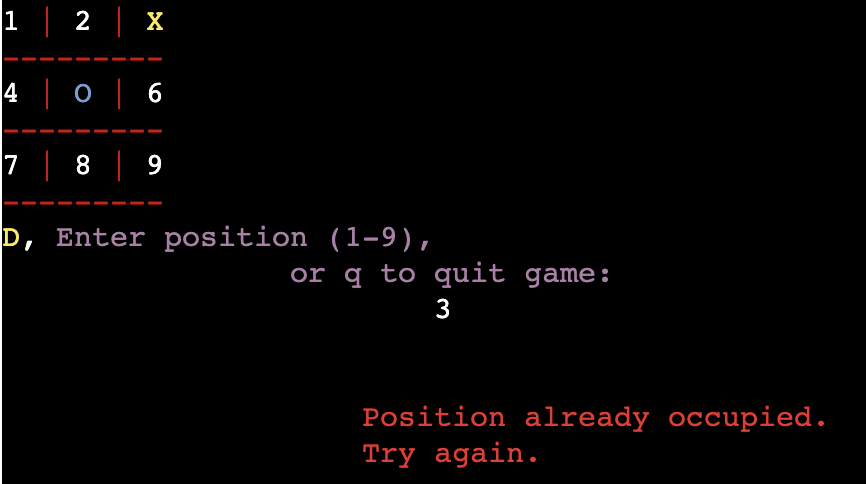 1 | 2 | X
---------
4 | O | 6
---------
7 | 8 | 9
---------
D, Enter position (1-9),
or q to quit game:
3
Position already occupied.
Try again.